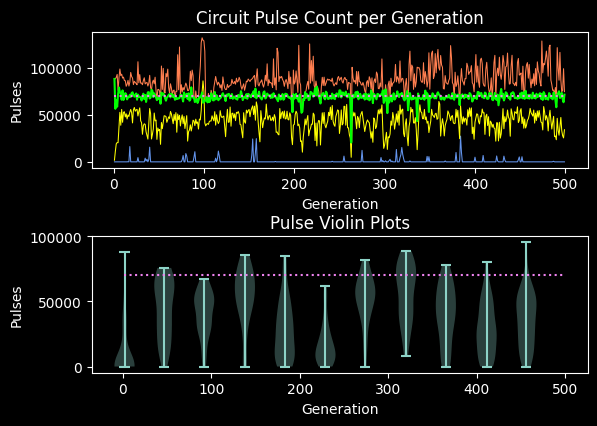 Circuit Pulse Count per Generation
Pulses
100000
50000
0
0 100 200 300 400 500
Generation
Pulse Violin Plots
Pulses
100000
50000
0
0 100 200 300 400 500
Generation